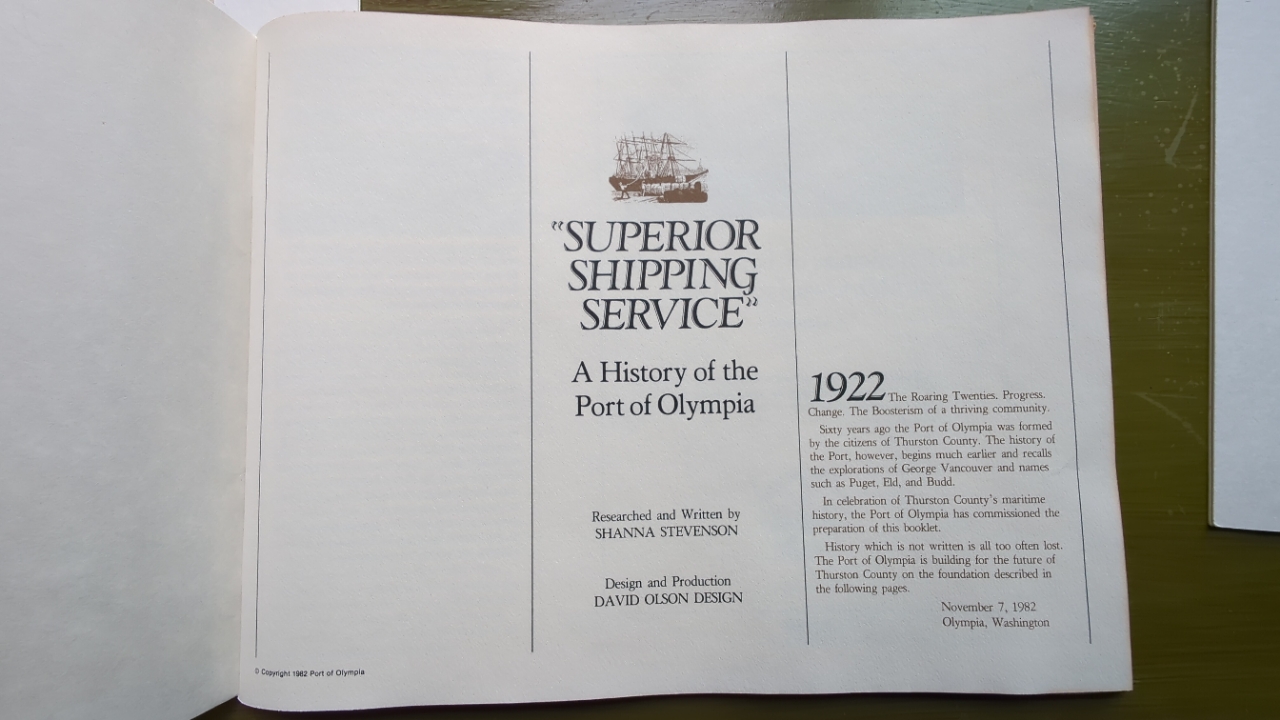 "SUPERIOR
SHIPPING
SERVICE"
A History of the
Port of Olympia
Researched and Written by
SHANNA STEVENSON
Design and Production
DAVID OLSON DESIGN
© Copyright 1982 Port of Olympia
1922 The Roaring Twenties. Progress.
Change. The Boosterism of a thriving community.
Sixty years ago the Port of Olympia was formed
by the citizens of Thurston County. The history of
the Port, however, begins much earlier and recalls
the explorations of George Vancouver and names
such as Puget, Eld, and Budd.
In celebration of Thurston County's maritime
history, the Port of Olympia has commissioned the
preparation of this booklet.
History which is not written is all too often lost.
The Port of Olympia is building for the future of
Thurston County on the foundation described in
the following pages.
November 7, 1982
Olympia, Washington